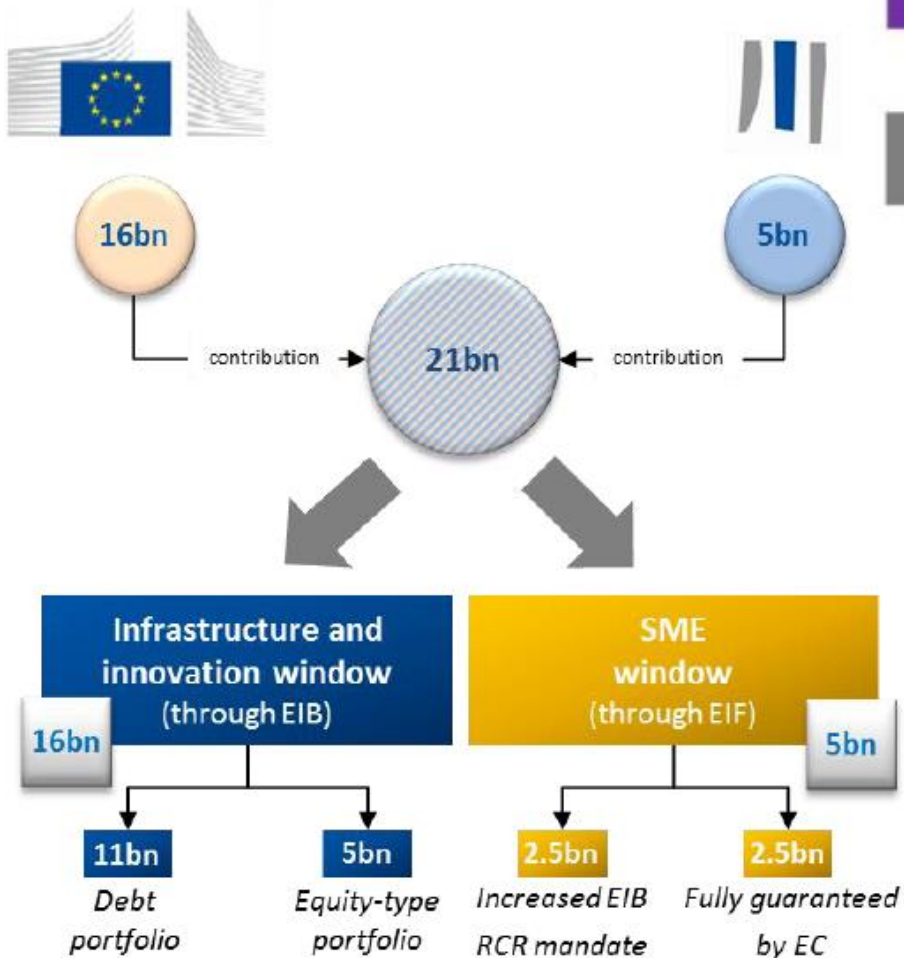 16bn
5bn
contribution
21bn
contribution
Infrastructure and
innovation window
(through EIB)
16bn
SME
window
(through EIF)
5bn
11bn
Debt
portfolio
5bn
Equity-type
portfolio
2.5bn
Increased EIB
RCR mandate
2.5bn
Fully guaranteed
by EC